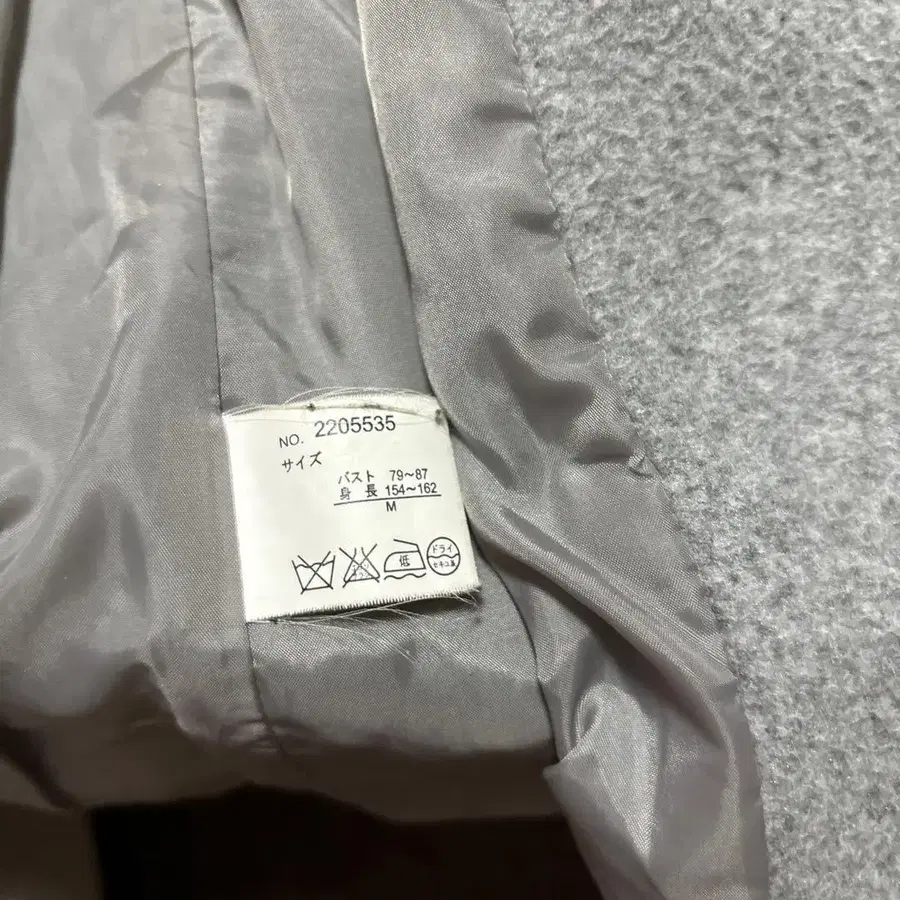 NO. 2205535
サイズ
バスト 79～87
身 長 154～162
M
低
ドライ
セキユ系